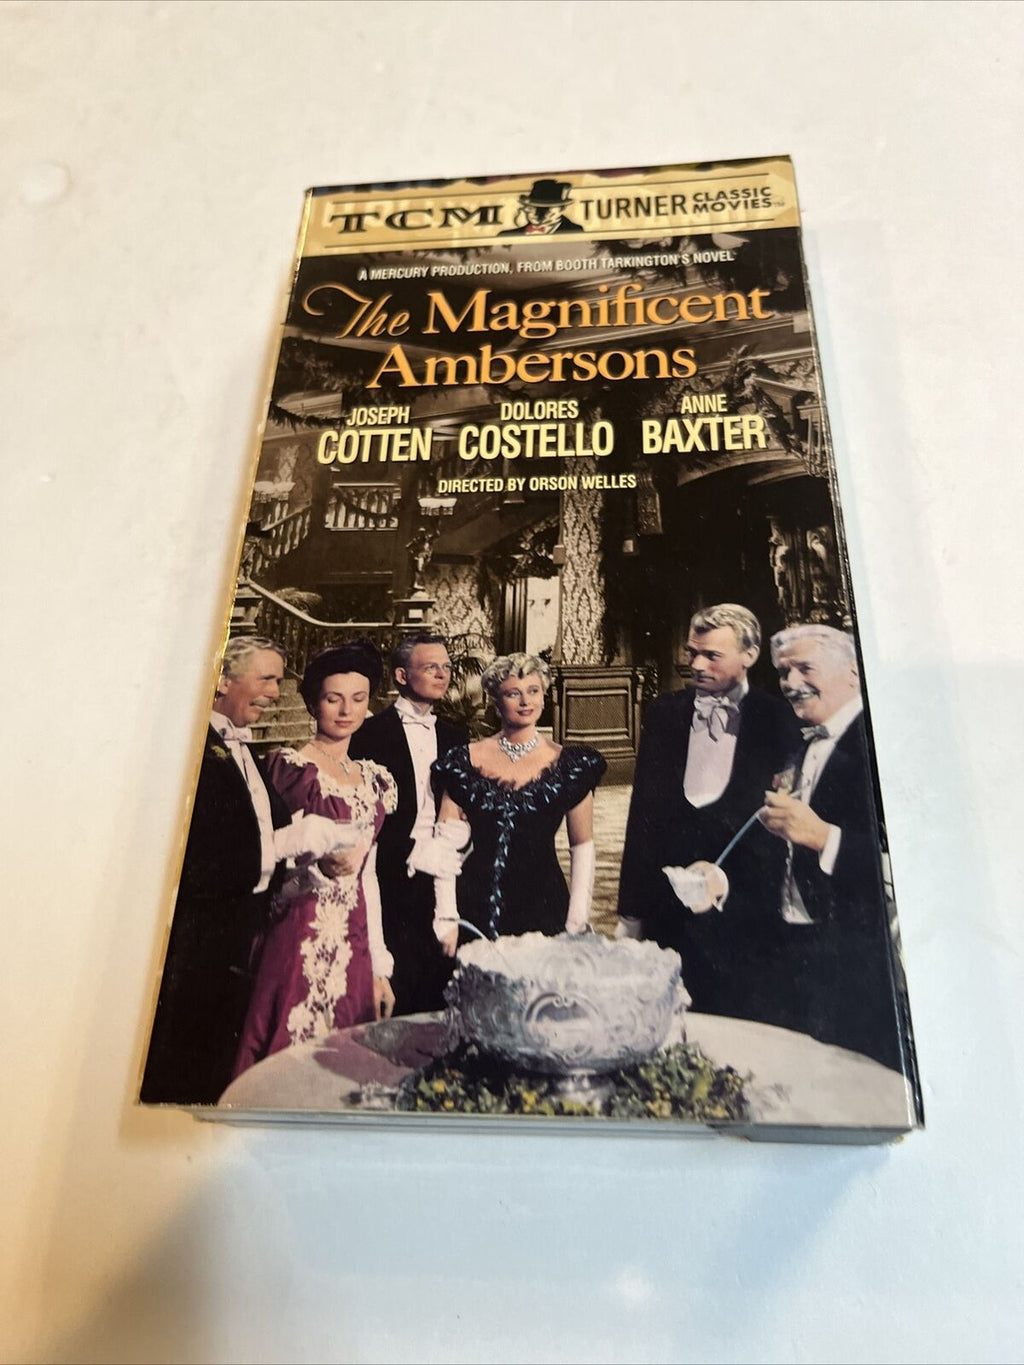 TCM TURNER CLASSIC MOVIES™
A MERCURY PRODUCTION, FROM BOOTH TARKINGTON'S NOVEL
The Magnificent
Ambersons
JOSEPH COTTEN
DOLORES COSTELLO
ANNE BAXTER
DIRECTED BY ORSON WELLES